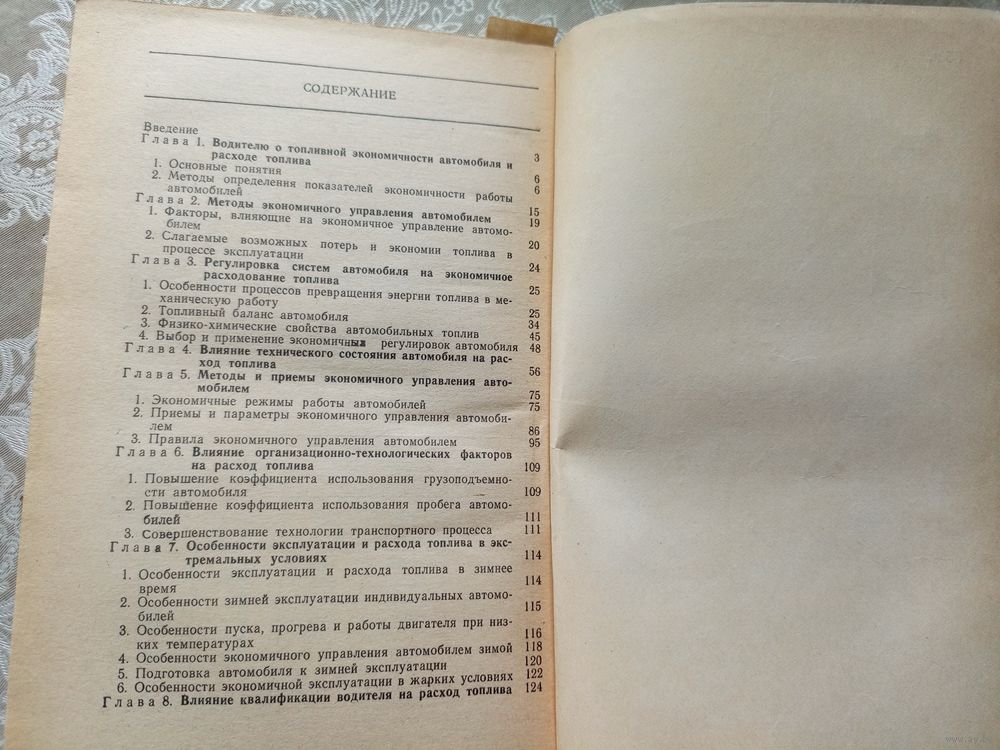 СОДЕРЖАНИЕ
Введение 3
Глава 1. Водителю о топливной экономичности автомобиля и
расходе топлива 6
1. Основные понятия 6
2. Методы определения показателей экономичности работы
автомобилей 15
Глава 2. Методы экономичного управления автомобилем 19
1. Факторы, влияющие на экономичное управление автомо-
билем 20
2. Слагаемые возможных потерь и экономии топлива в
процессе эксплуатации 24
Глава 3. Регулировка систем автомобиля на экономичное
расходование топлива 25
1. Особенности процессов превращения энергии топлива в ме-
ханическую работу 25
2. Топливный баланс автомобиля 34
3. Физико-химические свойства автомобильных топлив 45
4. Выбор и применение экономичных регулировок автомобиля 48
Глава 4. Влияние технического состояния автомобиля на рас-
ход топлива 56
Глава 5. Методы и приемы экономичного управления авто-
мобилем 75
1. Экономичные режимы работы автомобилей 75
2. Приемы и параметры экономичного управления автомоби-
лем 86
3. Правила экономичного управления автомобилем 95
Глава 6. Влияние организационно-технологических факторов
на расход топлива 109
1. Повышение коэффициента использования грузоподъемно-
сти автомобиля 109
2. Повышение коэффициента использования пробега автомо-
билей 111
3. Совершенствование технологии транспортного процесса 111
Глава 7. Особенности эксплуатации и расхода топлива в экс-
тремальных условиях 114
1. Особенности эксплуатации и расхода топлива в зимнее
время 114
2. Особенности зимней эксплуатации индивидуальных автомо-
билей 115
3. Особенности пуска, прогрева и работы двигателя при низ-
ких температурах 116
4. Особенности экономичного управления автомобилем зимой 118
5. Подготовка автомобиля к зимней эксплуатации 120
6. Особенности экономичной эксплуатации в жарких условиях 122
Глава 8. Влияние квалификации водителя на расход топлива 124